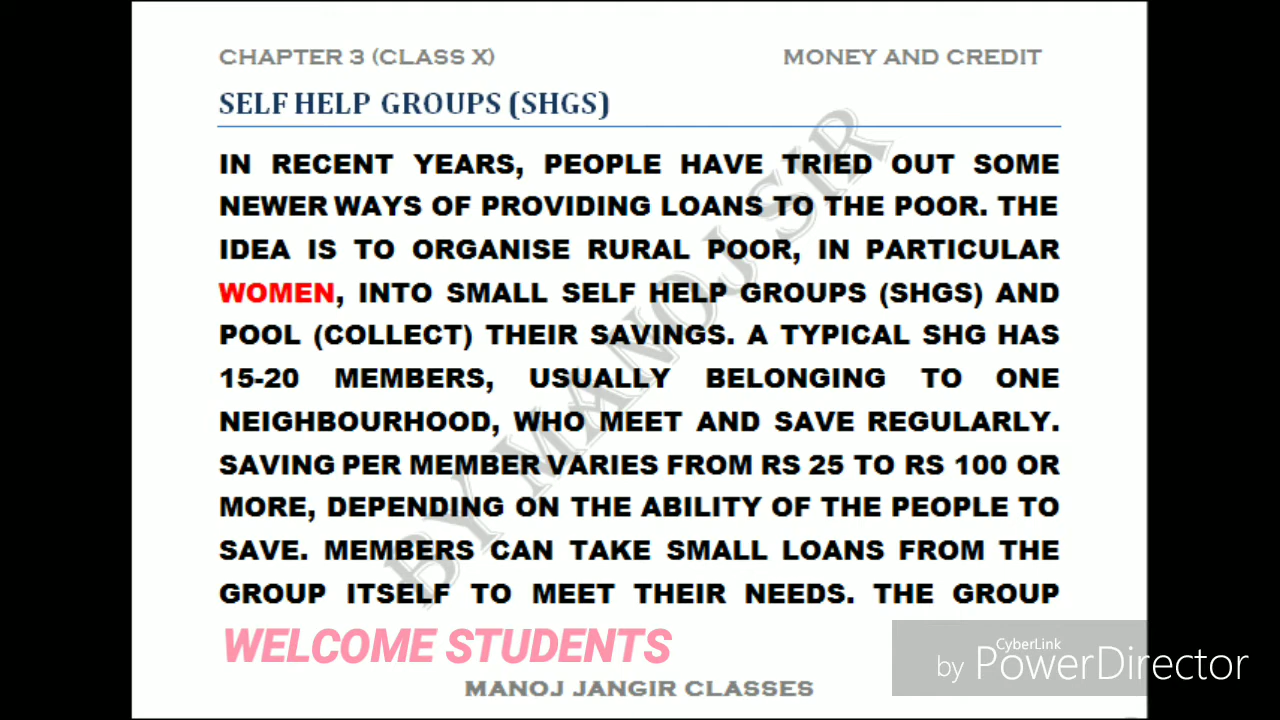 CHAPTER 3 (CLASS X) MONEY AND CREDIT
SELF HELP GROUPS (SHGS)
IN RECENT YEARS, PEOPLE HAVE TRIED OUT SOME
NEWER WAYS OF PROVIDING LOANS TO THE POOR. THE
IDEA IS TO ORGANISE RURAL POOR, IN PARTICULAR
WOMEN, INTO SMALL SELF HELP GROUPS (SHGS) AND
POOL (COLLECT) THEIR SAVINGS. A TYPICAL SHG HAS
15-20 MEMBERS, USUALLY BELONGING TO ONE
NEIGHBOURHOOD, WHO MEET AND SAVE REGULARLY.
SAVING PER MEMBER VARIES FROM RS 25 TO RS 100 OR
MORE, DEPENDING ON THE ABILITY OF THE PEOPLE TO
SAVE. MEMBERS CAN TAKE SMALL LOANS FROM THE
GROUP ITSELF TO MEET THEIR NEEDS. THE GROUP
BY MANOJ SIR
WELCOME STUDENTS
MANOJ JANGIR CLASSES
CyberLink
by PowerDirector